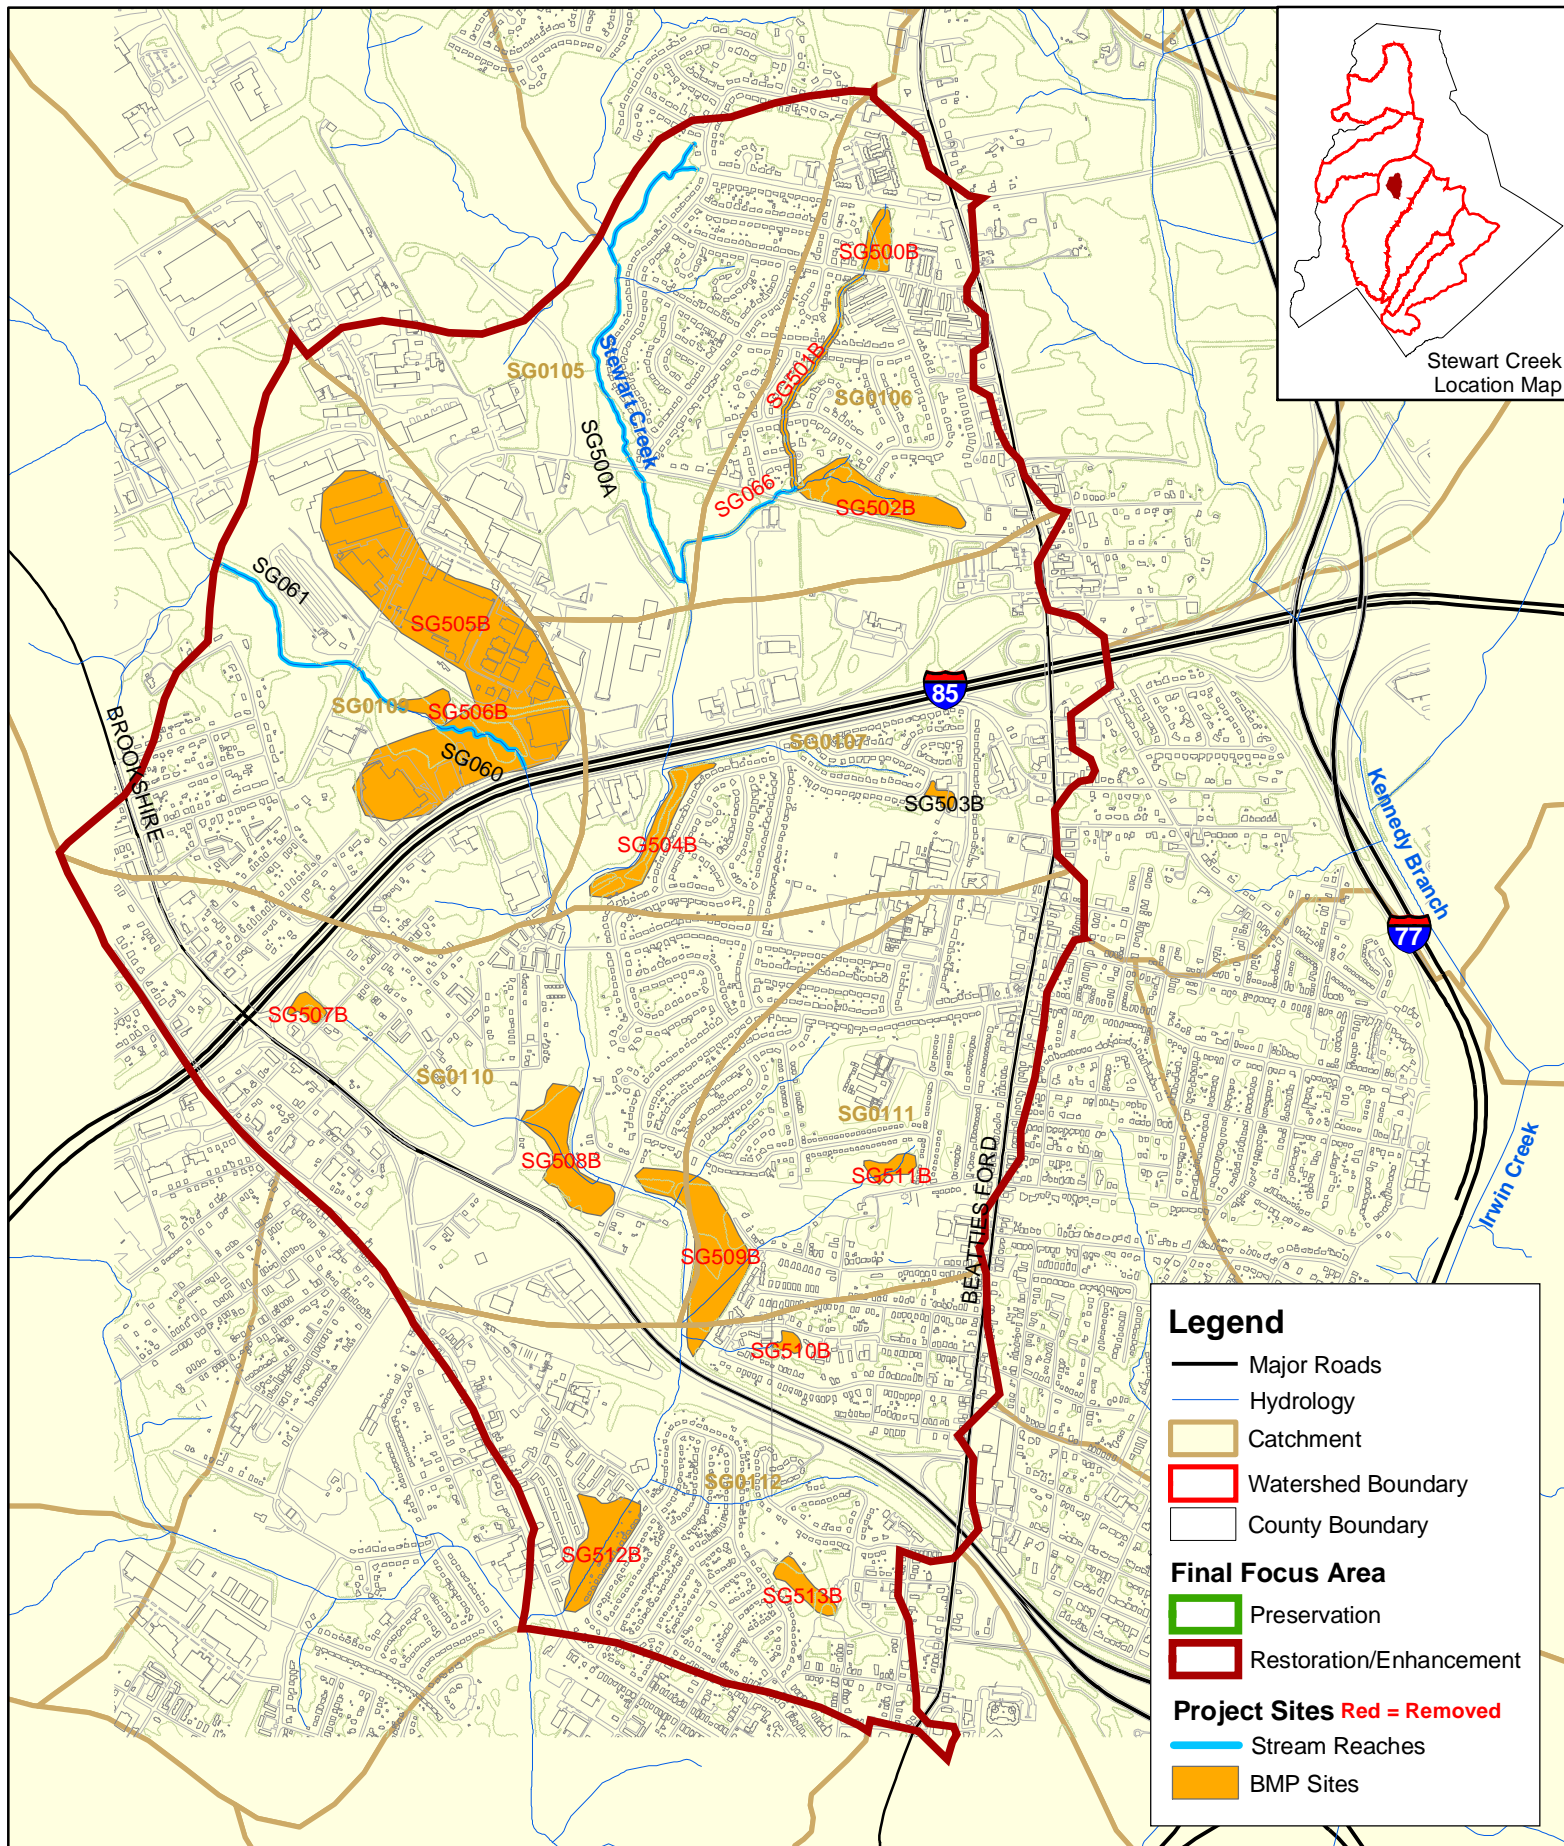 Stewart Creek
Location Map
SG500B
SG501B
SG0105
Stewart Creek
SG0106
SG500A
SG066
SG502B
SG061
SG505B
85
SG506B
BROOKSHIRE
SG060
SG0107
SG503B
SG504B
Kennedy Branch
77
SG507B
SG0110
SG0111
SG508B
SG511B
BEATTIES FORD
Irwin Creek
SG509B
SG510B
SG0112
SG512B
SG513B
Legend
Major Roads
Hydrology
Catchment
Watershed Boundary
County Boundary
Final Focus Area
Preservation
Restoration/Enhancement
Project Sites Red = Removed
Stream Reaches
BMP Sites